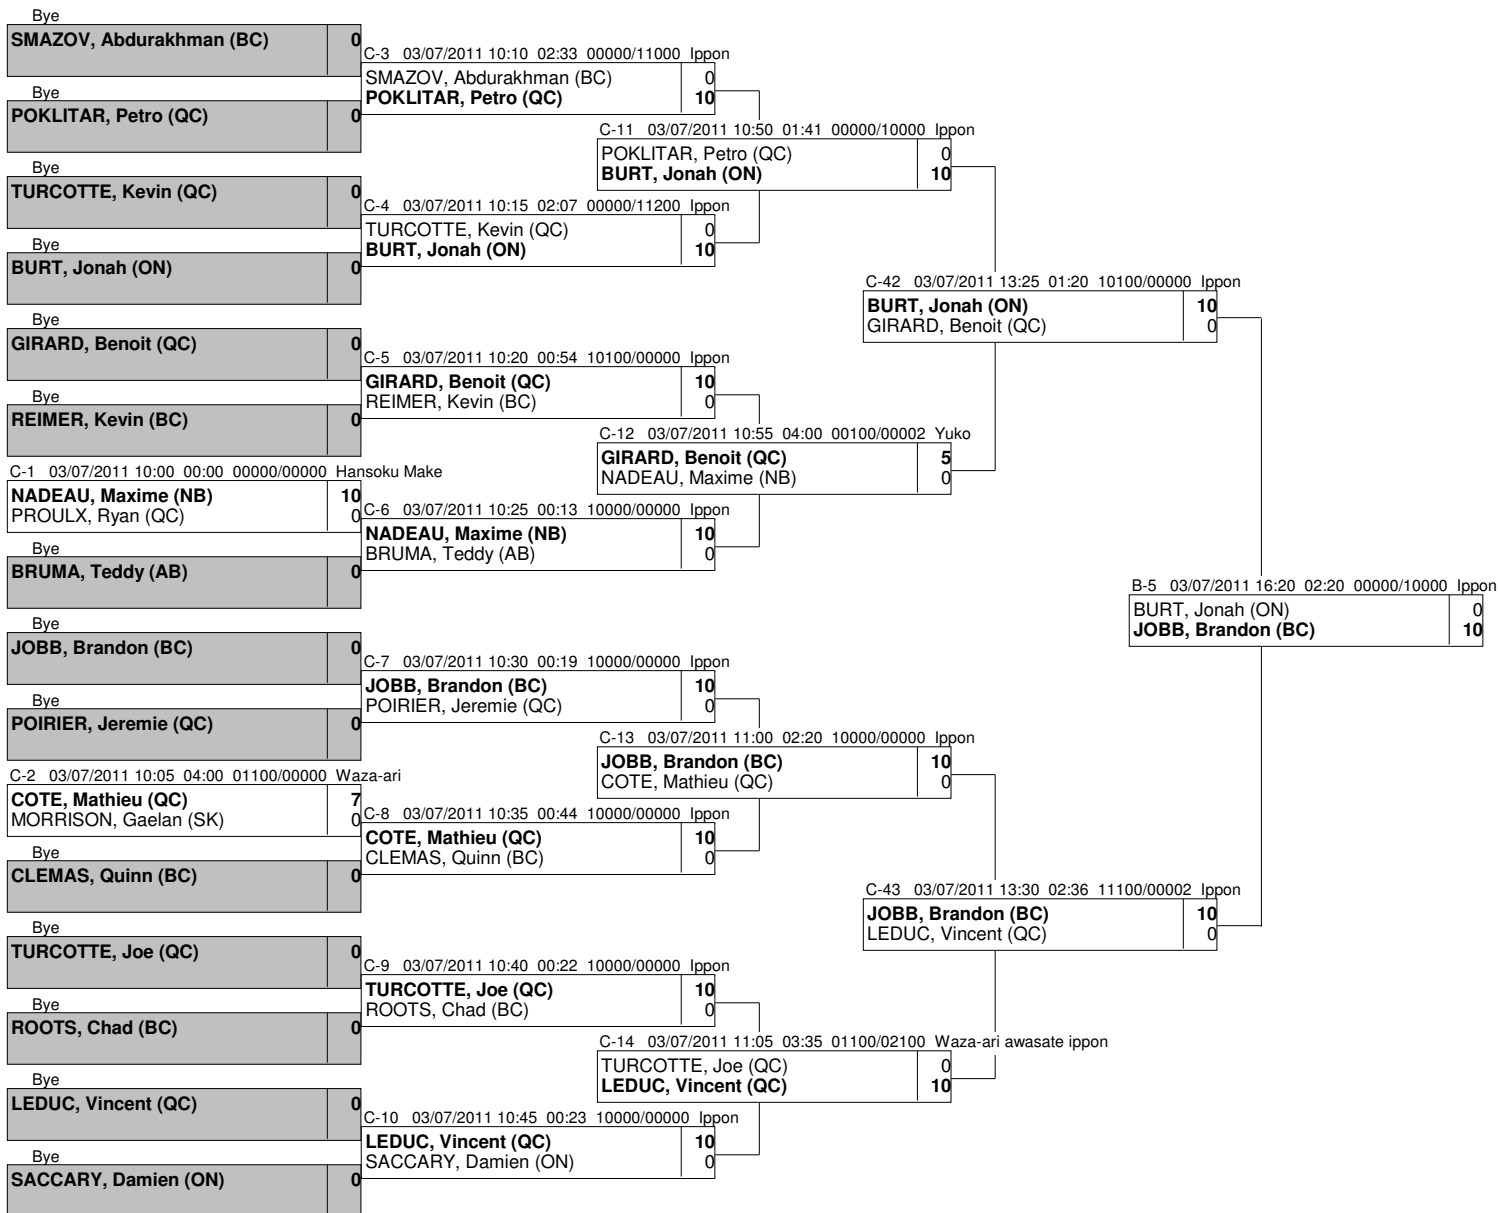 Bye
SMAZOV, Abdurakhman (BC) 0
Bye
POKLITAR, Petro (QC) 0
Bye
TURCOTTE, Kevin (QC) 0
Bye
BURT, Jonah (ON) 0
Bye
GIRARD, Benoit (QC) 0
Bye
REIMER, Kevin (BC) 0
C-1 03/07/2011 10:00 00:00 00000/00000 Hansoku Make
NADEAU, Maxime (NB) 10
PROULX, Ryan (QC) 0
Bye
BRUMA, Teddy (AB) 0
Bye
JOBB, Brandon (BC) 0
Bye
POIRIER, Jeremie (QC) 0
C-2 03/07/2011 10:05 04:00 01100/00000 Waza-ari
COTE, Mathieu (QC) 7
MORRISON, Gaelan (SK) 0
Bye
CLEMAS, Quinn (BC) 0
Bye
TURCOTTE, Joe (QC) 0
Bye
ROOTS, Chad (BC) 0
Bye
LEDUC, Vincent (QC) 0
Bye
SACCARY, Damien (ON) 0
C-3 03/07/2011 10:10 02:33 00000/11000 Ippon
SMAZOV, Abdurakhman (BC) 0
POKLITAR, Petro (QC) 10
C-4 03/07/2011 10:15 02:07 00000/11200 Ippon
TURCOTTE, Kevin (QC) 0
BURT, Jonah (ON) 10
C-5 03/07/2011 10:20 00:54 10100/00000 Ippon
GIRARD, Benoit (QC) 10
REIMER, Kevin (BC) 0
C-6 03/07/2011 10:25 00:13 10000/00000 Ippon
NADEAU, Maxime (NB) 10
BRUMA, Teddy (AB) 0
C-7 03/07/2011 10:30 00:19 10000/00000 Ippon
JOBB, Brandon (BC) 10
POIRIER, Jeremie (QC) 0
C-8 03/07/2011 10:35 00:44 10000/00000 Ippon
COTE, Mathieu (QC) 10
CLEMAS, Quinn (BC) 0
C-9 03/07/2011 10:40 00:22 10000/00000 Ippon
TURCOTTE, Joe (QC) 10
ROOTS, Chad (BC) 0
C-10 03/07/2011 10:45 00:23 10000/00000 Ippon
LEDUC, Vincent (QC) 10
SACCARY, Damien (ON) 0
C-11 03/07/2011 10:50 01:41 00000/10000 Ippon
POKLITAR, Petro (QC) 0
BURT, Jonah (ON) 10
C-12 03/07/2011 10:55 04:00 00100/00002 Yuko
GIRARD, Benoit (QC) 5
NADEAU, Maxime (NB) 0
C-13 03/07/2011 11:00 02:20 10000/00000 Ippon
JOBB, Brandon (BC) 10
COTE, Mathieu (QC) 0
C-14 03/07/2011 11:05 03:35 01100/02100 Waza-ari awasate ippon
TURCOTTE, Joe (QC) 0
LEDUC, Vincent (QC) 10
C-42 03/07/2011 13:25 01:20 10100/00000 Ippon
BURT, Jonah (ON) 10
GIRARD, Benoit (QC) 0
C-43 03/07/2011 13:30 02:36 11100/00002 Ippon
JOBB, Brandon (BC) 10
LEDUC, Vincent (QC) 0
B-5 03/07/2011 16:20 02:20 00000/10000 Ippon
BURT, Jonah (ON) 0
JOBB, Brandon (BC) 10